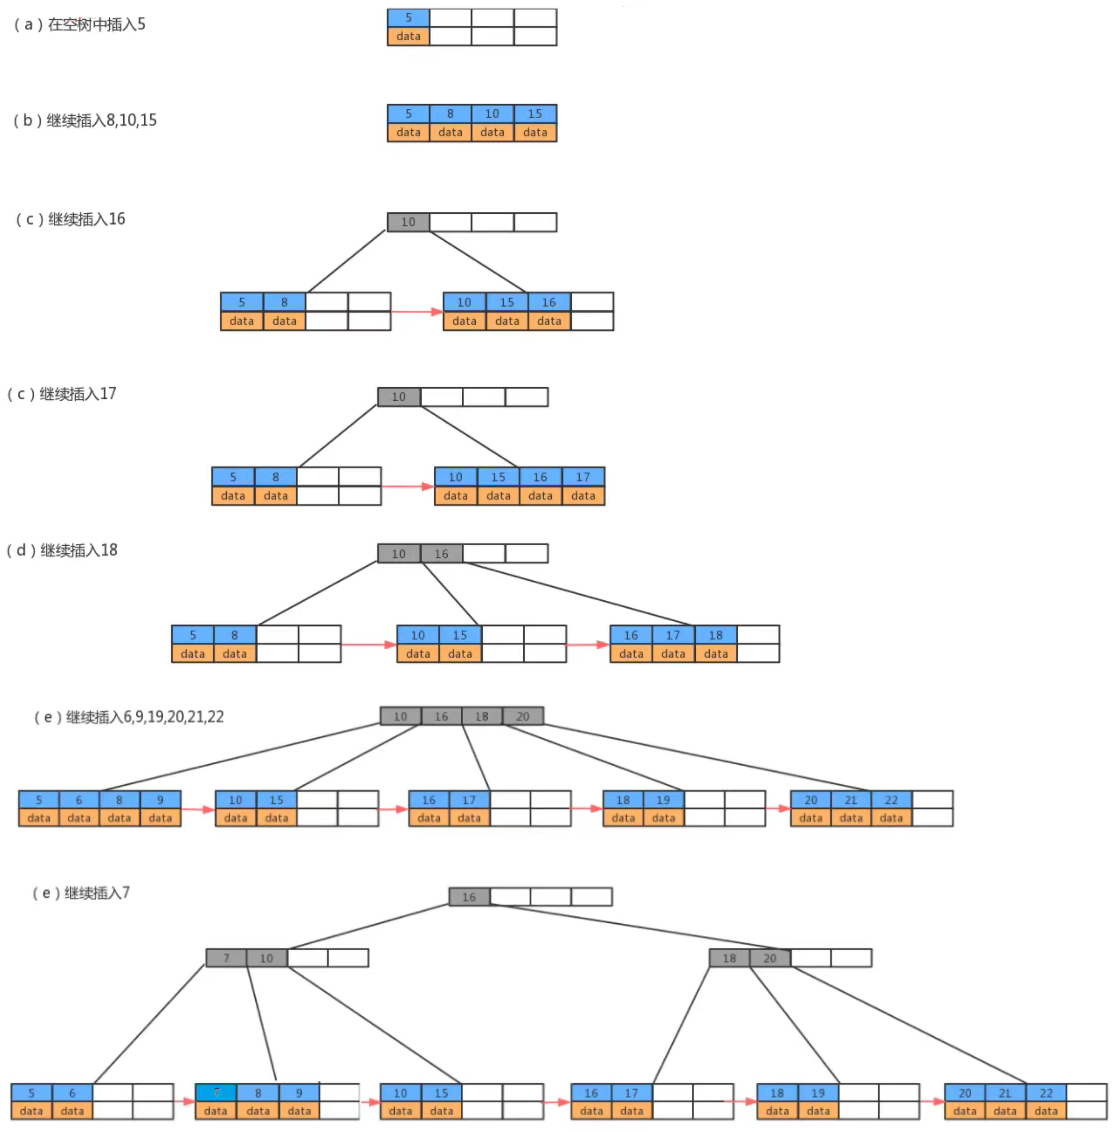 （a）在空树中插入5
5
data
（b）继续插入8,10,15
5 8 10 15
data data data data
（c）继续插入16
10
5 8 10 15 16
data data data data data
（c）继续插入17
10
5 8 10 15 16 17
data data data data data data
（d）继续插入18
10 16
5 8 10 15 16 17 18
data data data data data data data
（e）继续插入6,9,19,20,21,22
10 16 18 20
5 6 8 9 10 15 16 17 18 19 20 21 22
data data data data data data data data data data data data data
（e）继续插入7
16
7 10 18 20
5 6 7 8 9 10 15 16 17 18 19 20 21 22
data data data data data data data data data data data data data data